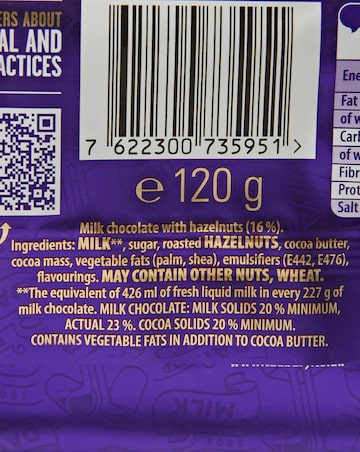 ERS ABOUT
AL AND
ACTICES
7 622300 735951 >
e 120 g
Ene
Fat
of w
Carb
of w
Fibr
Prot
Salt
Milk chocolate with hazelnuts (16 %).
Ingredients: MILK**, sugar, roasted HAZELNUTS, cocoa butter,
cocoa mass, vegetable fats (palm, shea), emulsifiers (E442, E476),
flavourings. MAY CONTAIN OTHER NUTS, WHEAT.
**The equivalent of 426 ml of fresh liquid milk in every 227 g of
milk chocolate. MILK CHOCOLATE: MILK SOLIDS 20 % MINIMUM,
ACTUAL 23 %. COCOA SOLIDS 20 % MINIMUM.
CONTAINS VEGETABLE FATS IN ADDITION TO COCOA BUTTER.
MILK